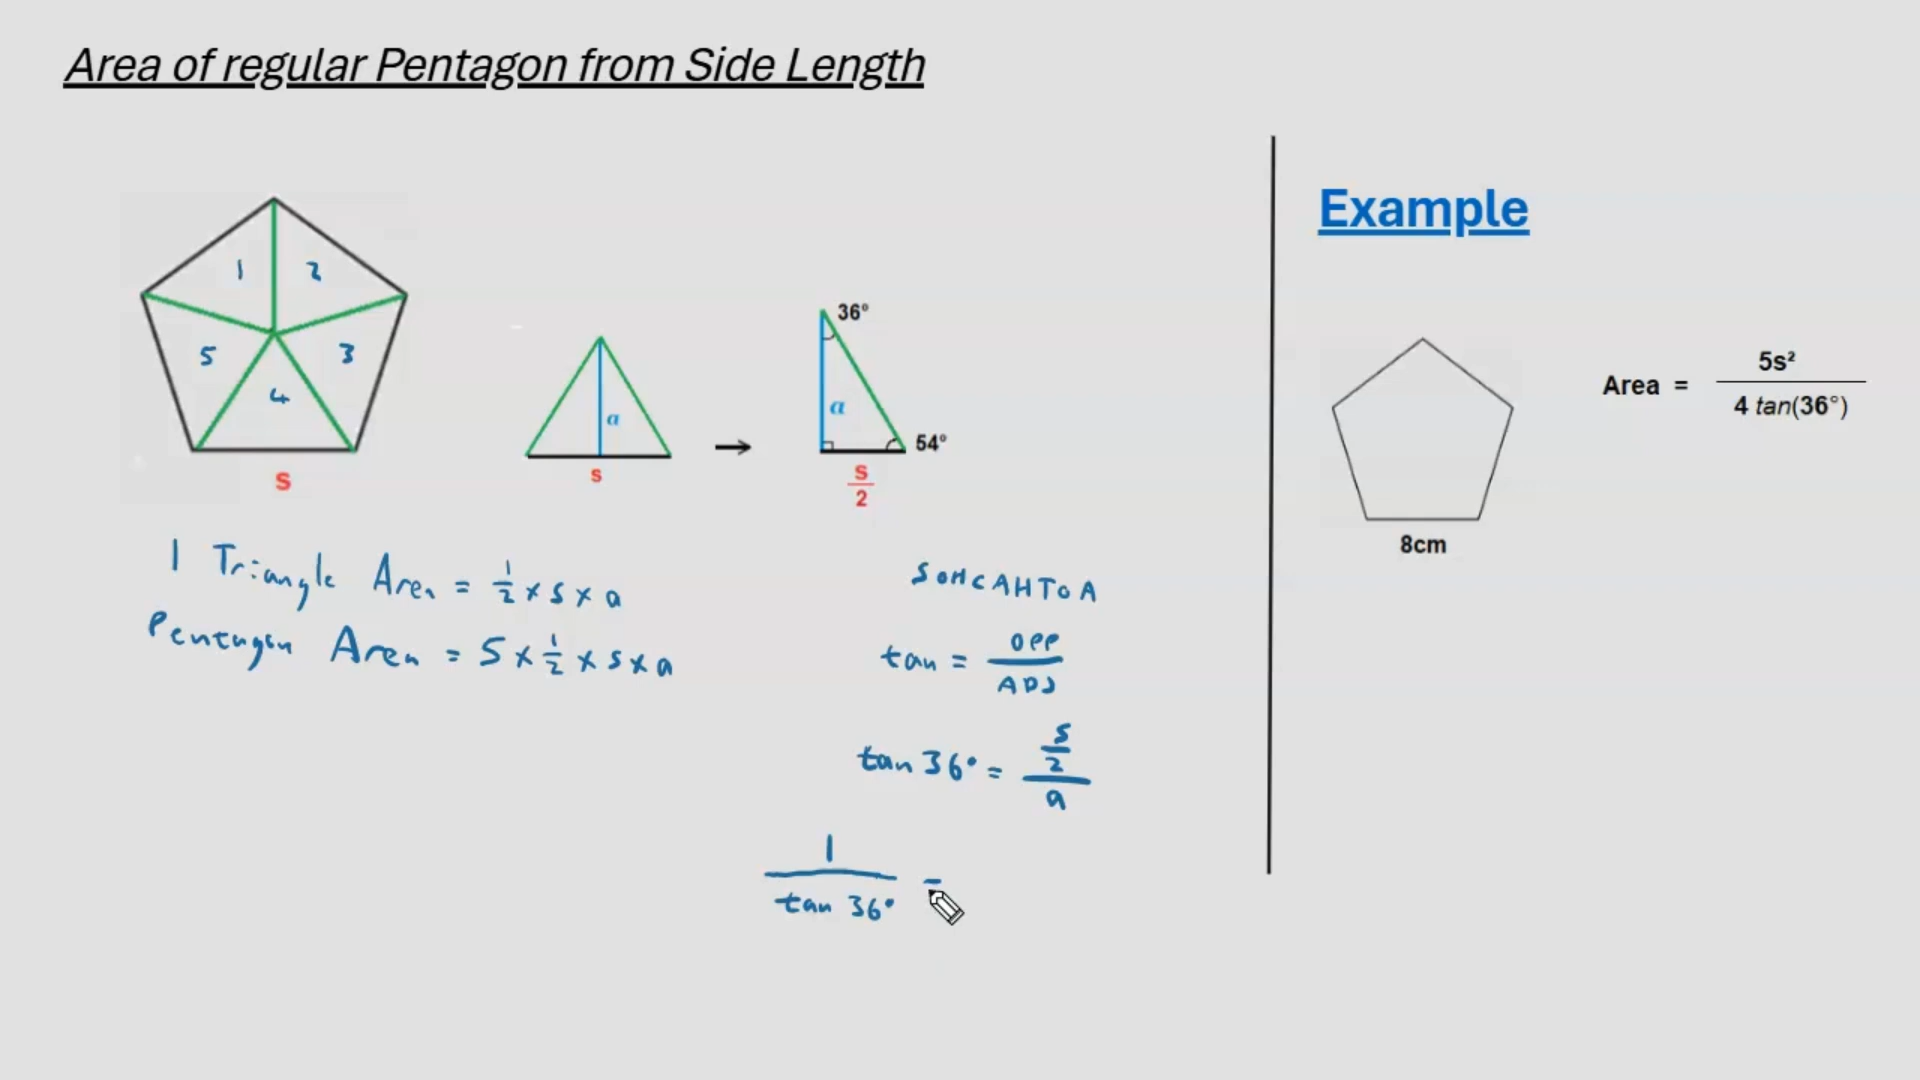 Area of regular Pentagon from Side Length
1
2
3
4
5
s
a
s
→
36°
a
54°
s
2
1 Triangle Area = 1/2 × s × a
Pentagon Area = 5 × 1/2 × s × a
SOHCAHTOA
tan = OPP
ADJ
tan 36° = s/2
a
1
tan 36° =
Example
8cm
Area = 5s²
4 tan(36°)